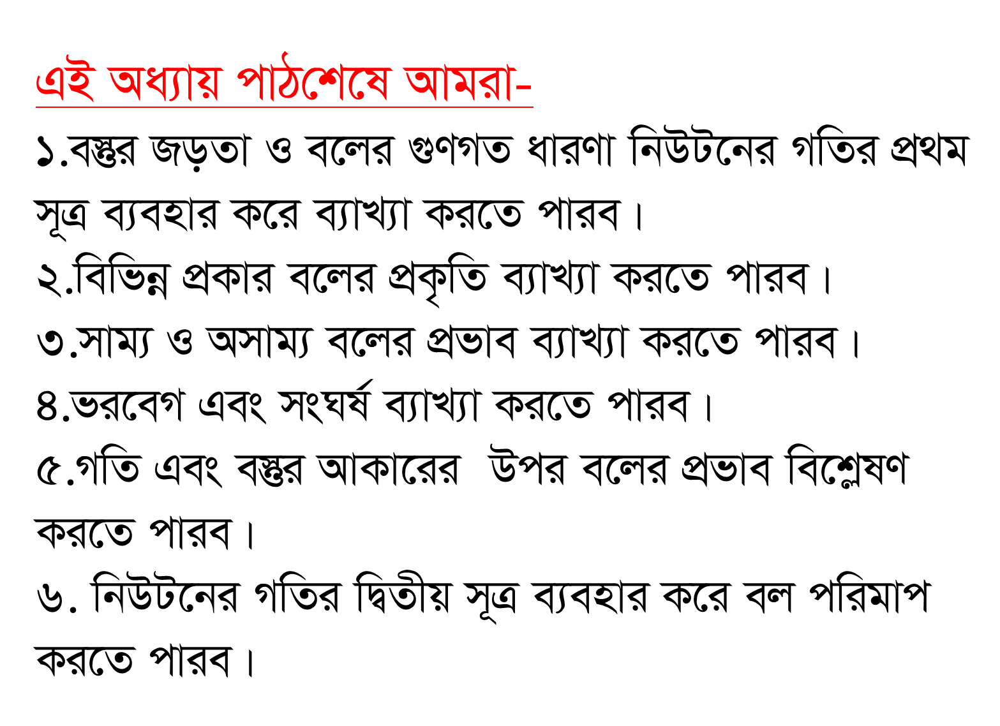 এই অধ্যায় পাঠশেষে আমরা-
১.বস্তুর জড়তা ও বলের গুণগত ধারণা নিউটনের গতির প্রথম
সূত্র ব্যবহার করে ব্যাখ্যা করতে পারব।
২.বিভিন্ন প্রকার বলের প্রকৃতি ব্যাখ্যা করতে পারব।
৩.সাম্য ও অসাম্য বলের প্রভাব ব্যাখ্যা করতে পারব।
৪.ভরবেগ এবং সংঘর্ষ ব্যাখ্যা করতে পারব।
৫.গতি এবং বস্তুর আকারের  উপর বলের প্রভাব বিশ্লেষণ
করতে পারব।
৬. নিউটনের গতির দ্বিতীয় সূত্র ব্যবহার করে বল পরিমাপ
করতে পারব।